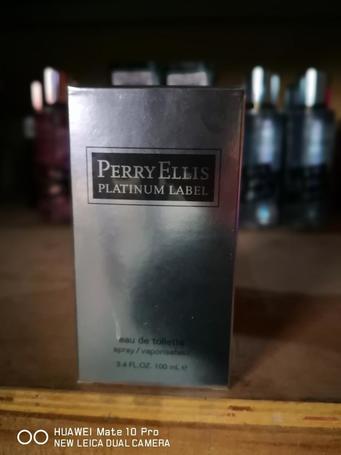 PERRY ELLIS
PLATINUM LABEL
eau de toilette
spray/vaporisateur
3.4 FL.OZ. 100 mL e
HUAWEI Mate 10 Pro
NEW LEICA DUAL CAMERA